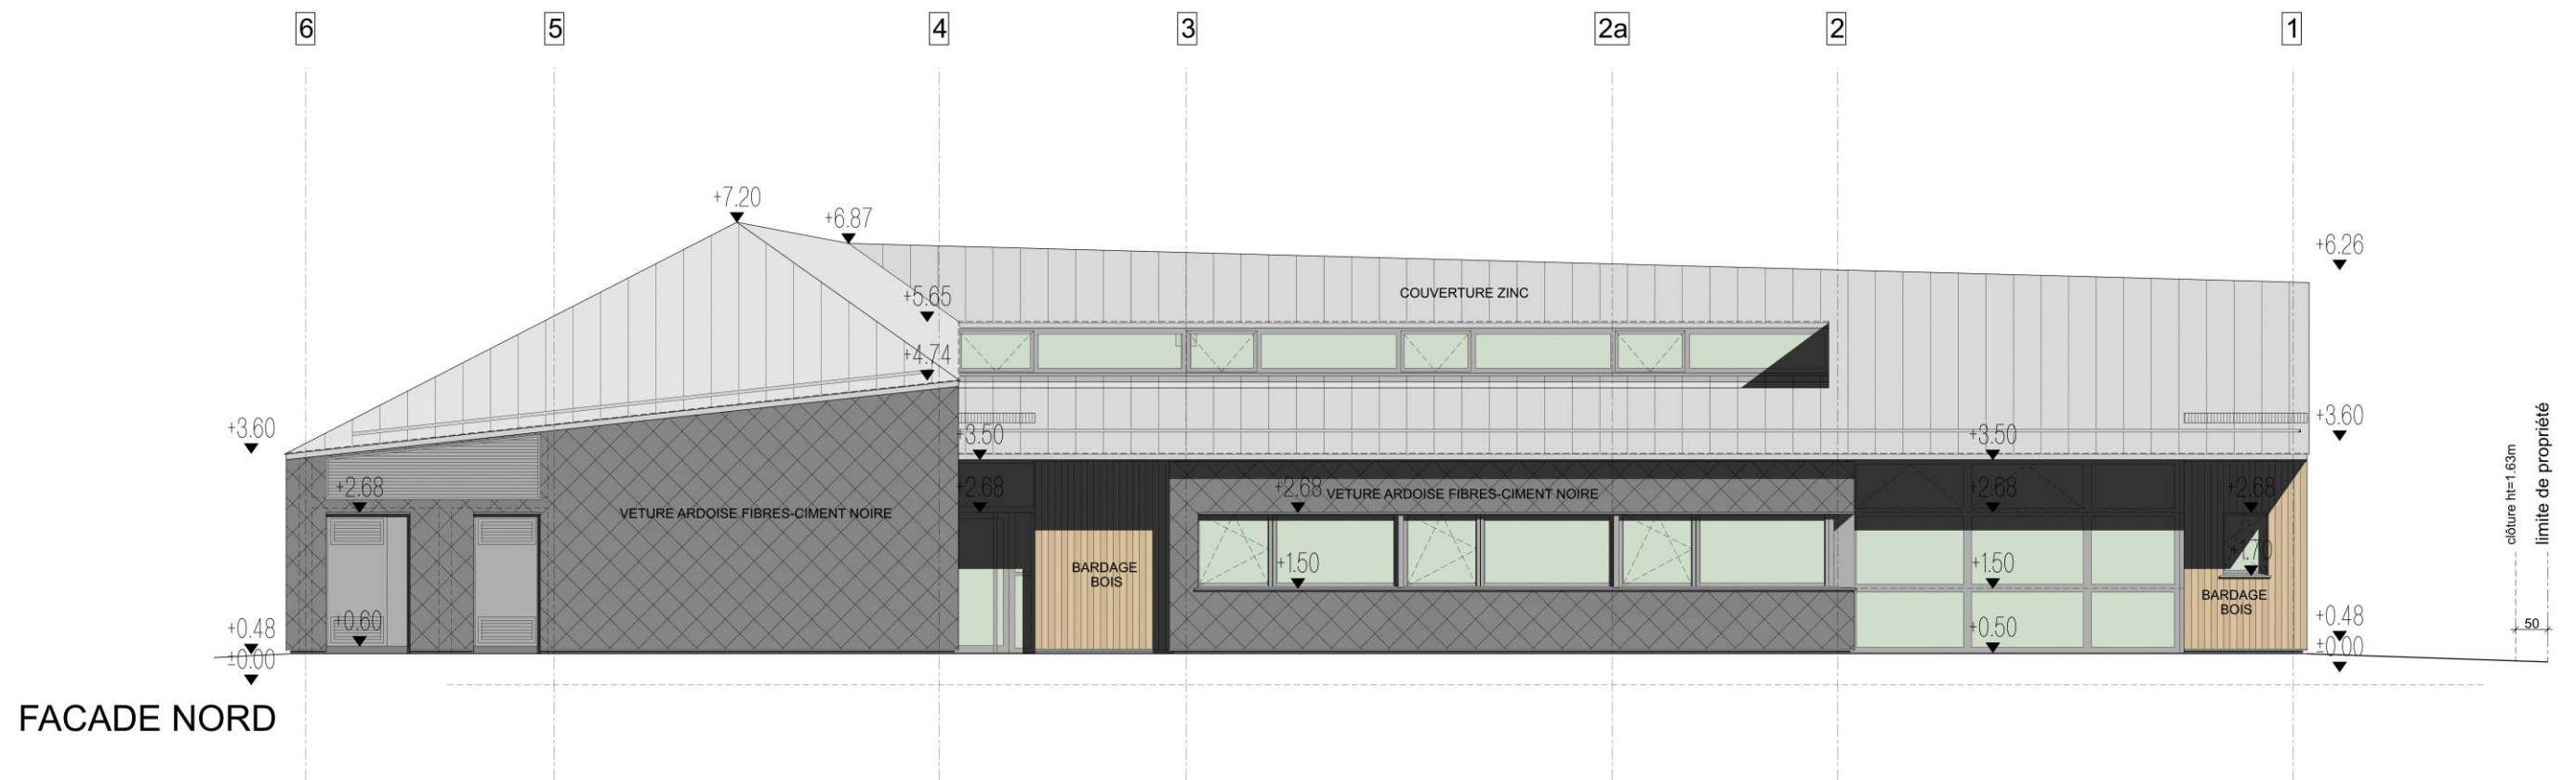 6 5 4 3 2a 2 1
+7.20
+6.87
+6.26
+5.65
COUVERTURE ZINC
+4.74
+3.60
+3.50
+3.50
+3.60
+2.68
+2.68
+2.68
+2.68
+2.68
VETURE ARDOISE FIBRES-CIMENT NOIRE
VETURE ARDOISE FIBRES-CIMENT NOIRE
clôture ht=1.63m
limite de propriété
+1.50
+1.50
+1.70
BARDAGE
BOIS
BARDAGE
BOIS
+0.48
+0.60
+0.50
+0.48
50
±0.00
±0.00
FACADE NORD